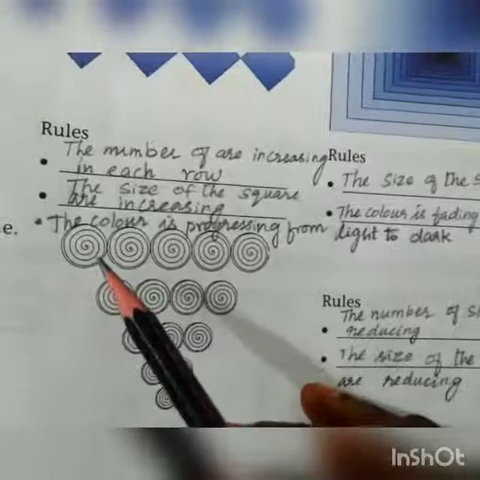 Rules
• The number of are increasing
in each row
• The size of the square
are increasing
e. • The colour is progressing from
light to dark
Rules
• The size of the s
• The colour is fading
Rules
The number of s
• reducing
• The size of the
are reducing
InShOt